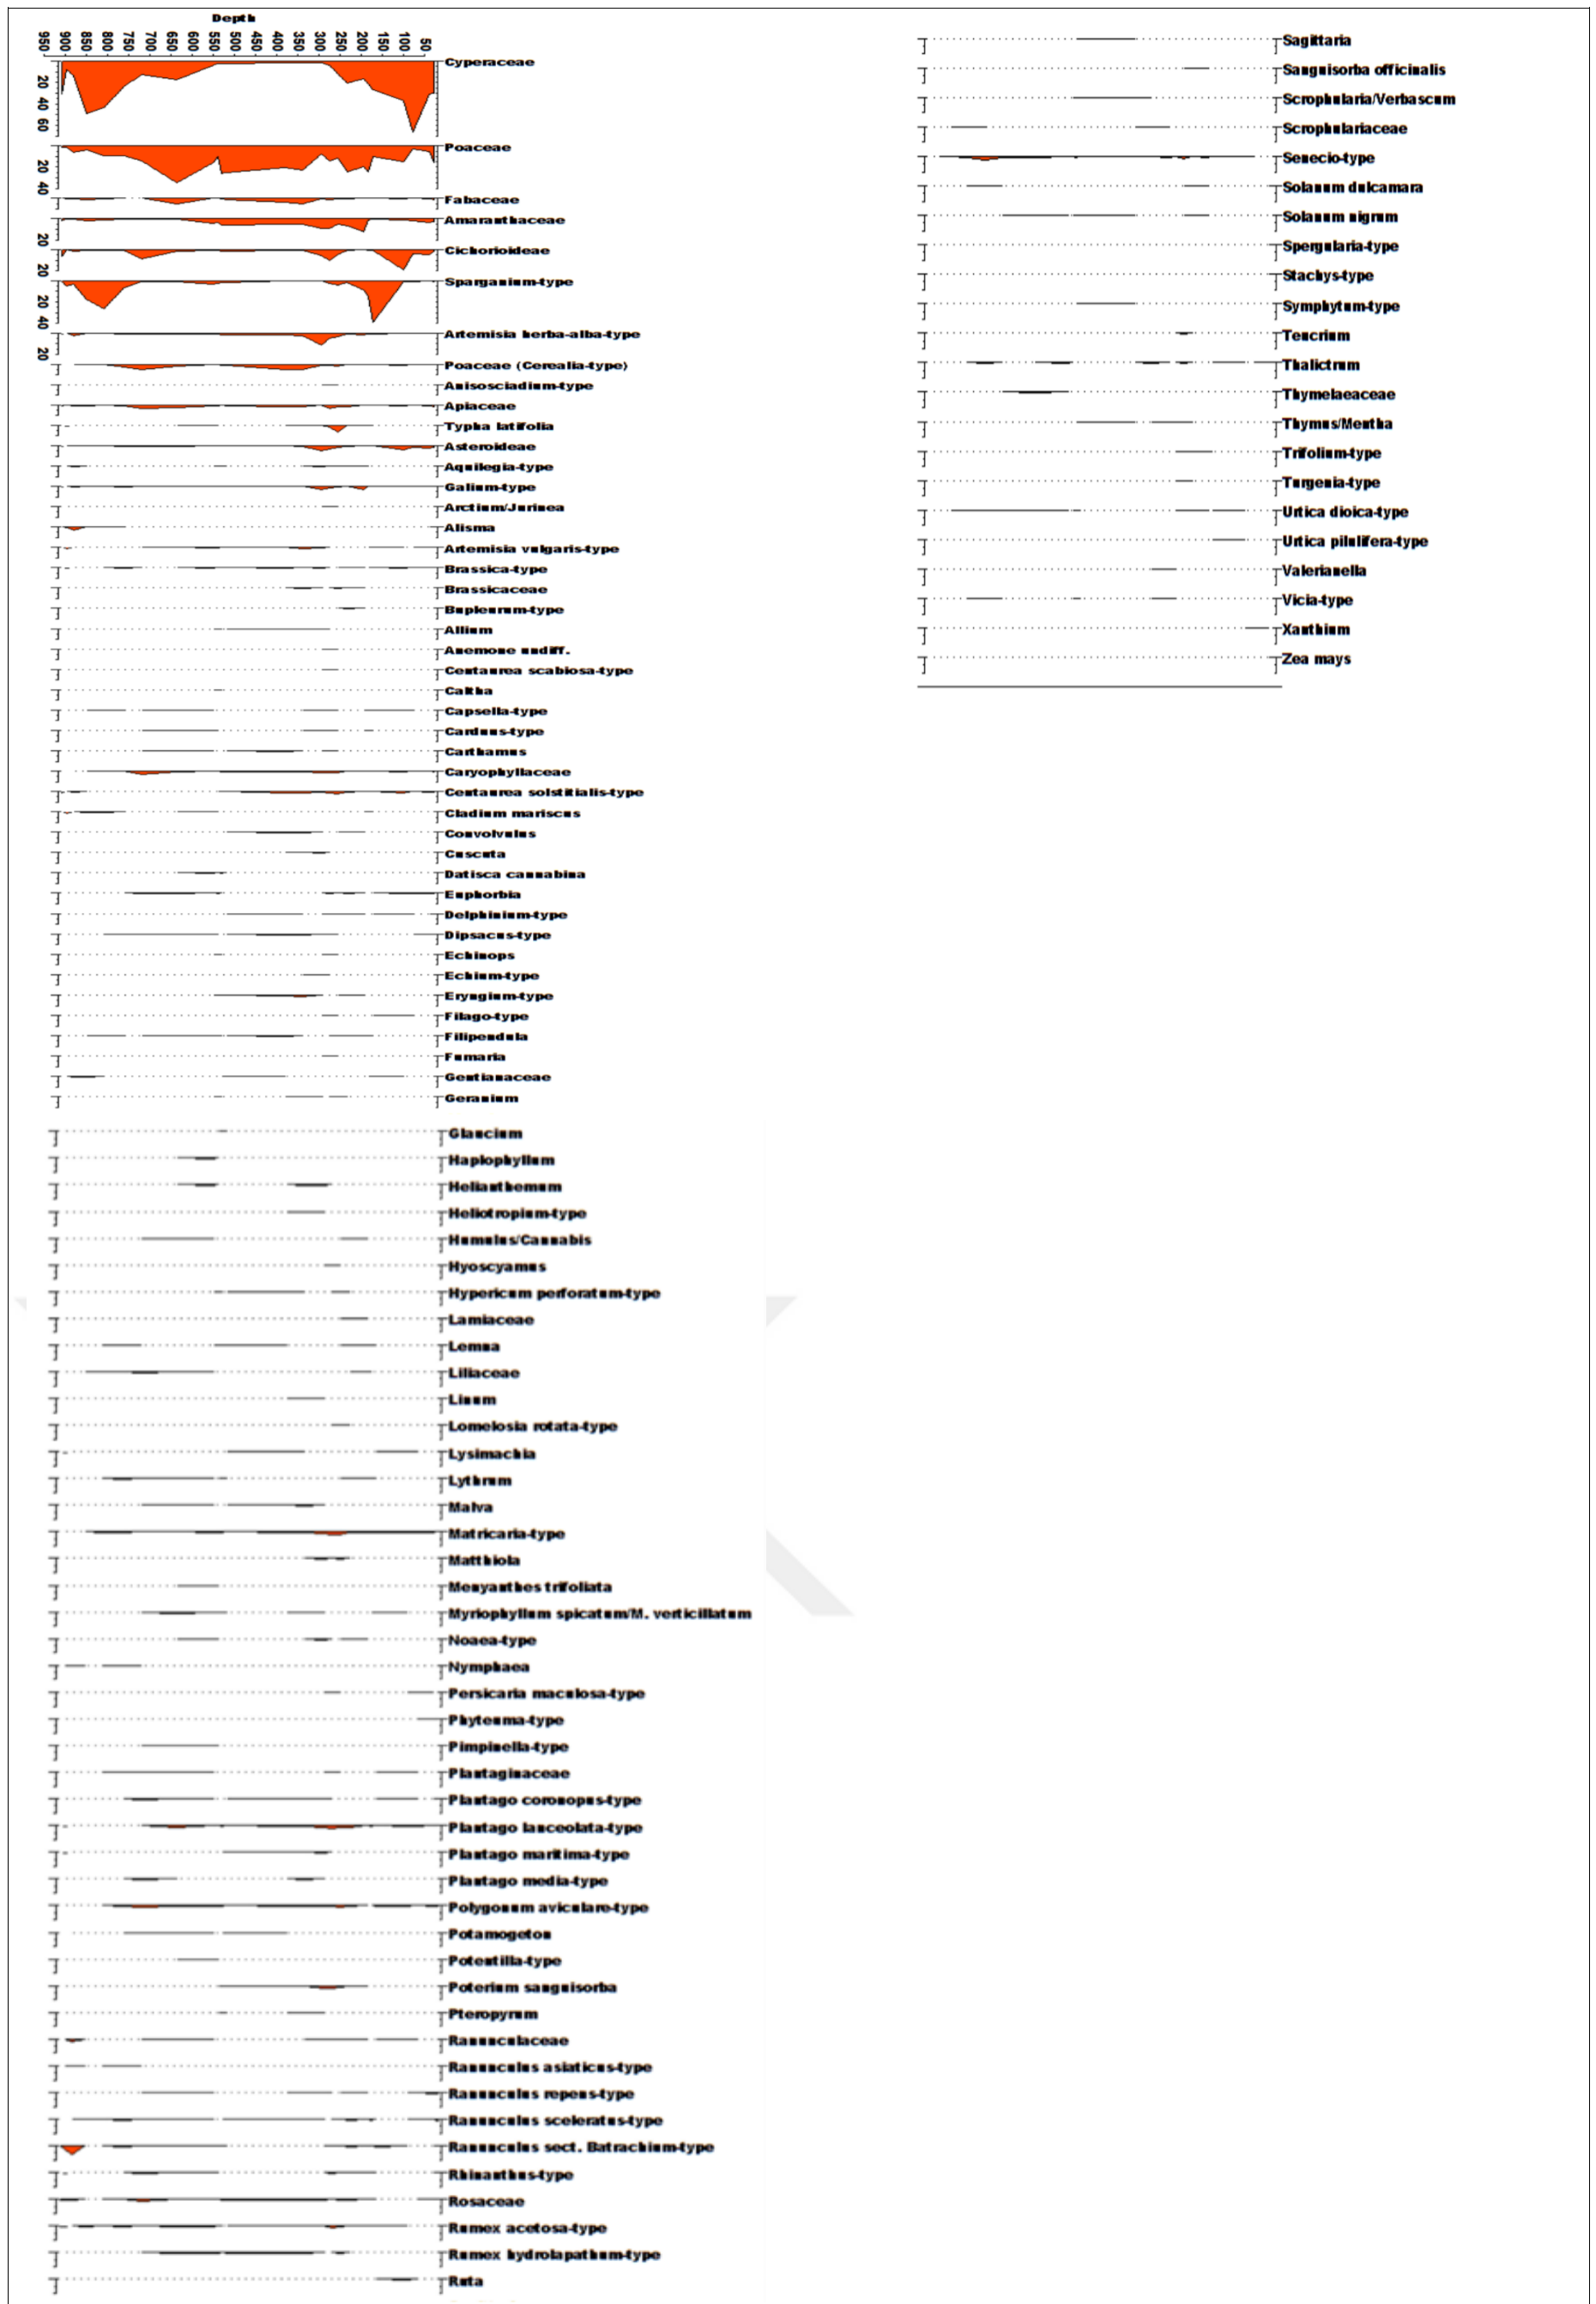 Depth
950 900 850 800 750 700 650 600 550 500 450 400 350 300 250 200 150 100 50
Cyperaceae
20 40 60
Poaceae
20 40
Fabaceae
Amaranthaceae
20
Cichorioideae
20
Sparganium-type
20 40
Artemisia herba-alba-type
20
Poaceae (Cerealia-type)
Anisosciadium-type
Apiaceae
Typha latifolia
Asteroideae
Aquilegia-type
Galium-type
Arctium/Jurinea
Alisma
Artemisia vulgaris-type
Brassica-type
Brassicaceae
Bupleurum-type
Allium
Anemone undiff.
Centaurea scabiosa-type
Caltha
Capsella-type
Carduus-type
Carthamus
Caryophyllaceae
Centaurea solstitialis-type
Cladium mariscus
Convolvulus
Cuscuta
Datisca cannabina
Euphorbia
Delphinium-type
Dipsacus-type
Echinops
Echium-type
Eryngium-type
Filago-type
Filipendula
Fumaria
Gentianaceae
Geranium
Glaucium
Haplophyllum
Helianthemum
Heliotropium-type
Humulus/Cannabis
Hyoscyamus
Hypericum perforatum-type
Lamiaceae
Lemna
Liliaceae
Linum
Lomelosia rotata-type
Lysimachia
Lythrum
Malva
Matricaria-type
Matthiola
Menyanthes trifoliata
Myriophyllum spicatum/M. verticillatum
Noaea-type
Nymphaea
Persicaria maculosa-type
Phyteuma-type
Pimpinella-type
Plantaginaceae
Plantago coronopus-type
Plantago lanceolata-type
Plantago maritima-type
Plantago media-type
Polygonum aviculare-type
Potamogeton
Potentilla-type
Poterium sanguisorba
Pteropyrum
Ranunculaceae
Ranunculus asiaticus-type
Ranunculus repens-type
Ranunculus sceleratus-type
Ranunculus sect. Batrachium-type
Rhinanthus-type
Rosaceae
Rumex acetosa-type
Rumex hydrolapathum-type
Ruta
Sagittaria
Sanguisorba officinalis
Scrophularia/Verbascum
Scrophulariaceae
Senecio-type
Solanum dulcamara
Solanum nigrum
Spergularia-type
Stachys-type
Symphytum-type
Teucrium
Thalictrum
Thymelaeaceae
Thymus/Mentha
Trifolium-type
Turgenia-type
Urtica dioica-type
Urtica pilulifera-type
Valerianella
Vicia-type
Xanthium
Zea mays